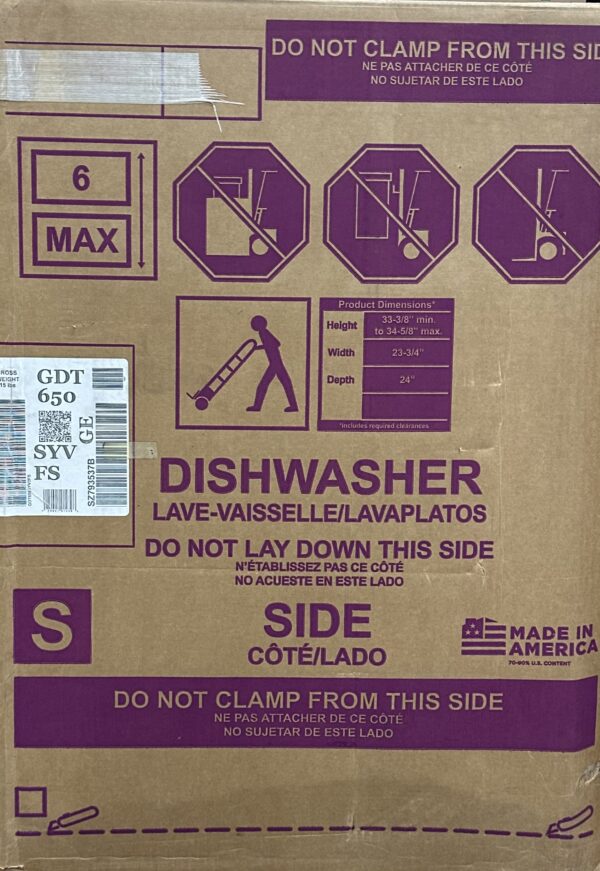 DO NOT CLAMP FROM THIS SID
NE PAS ATTACHER DE CE CÔTÉ
NO SUJETAR DE ESTE LADO
6
MAX
Product Dimensions*
Height 33-3/8" min.
to 34-5/8" max.
Width 23-3/4"
Depth 24"
*includes required clearances
ROSS
WEIGHT
GDT
650
SYV
FS
GE
SZ793537B
DISHWASHER
LAVE-VAISSELLE/LAVAPLATOS
DO NOT LAY DOWN THIS SIDE
N'ÉTABLISSEZ PAS CE CÔTÉ
NO ACUESTE EN ESTE LADO
S
SIDE
CÔTÉ/LADO
MADE IN
AMERICA
70-90% U.S. CONTENT
DO NOT CLAMP FROM THIS SIDE
NE PAS ATTACHER DE CE CÔTÉ
NO SUJETAR DE ESTE LADO